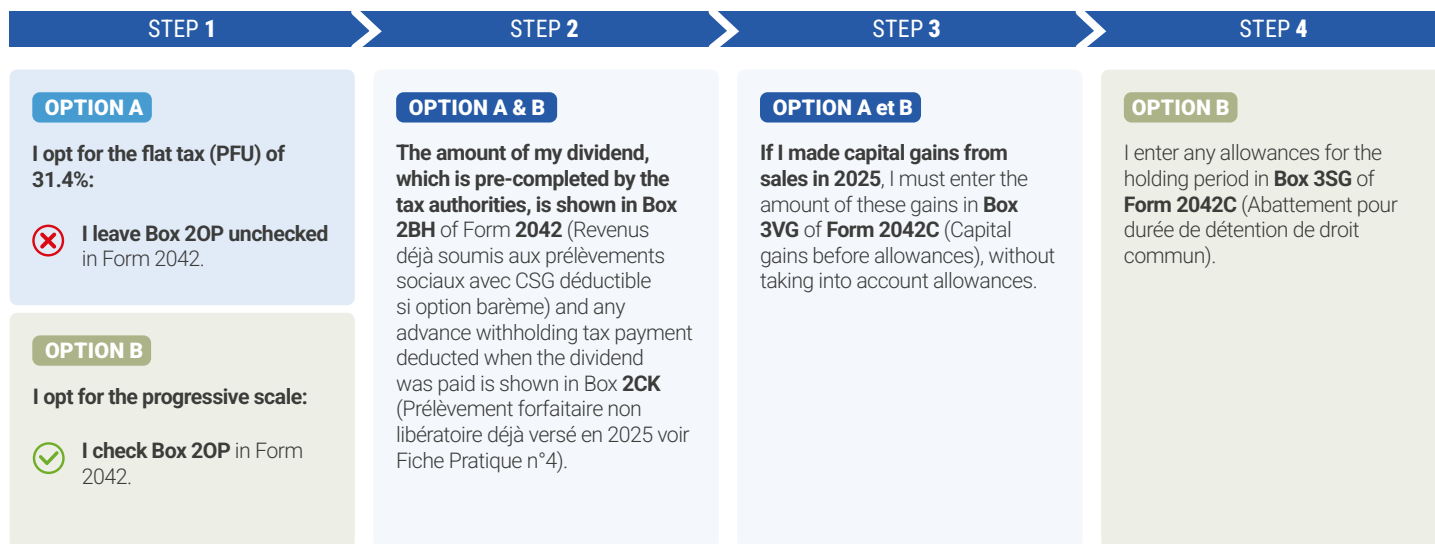 STEP 1
STEP 2
STEP 3
STEP 4
OPTION A
I opt for the flat tax (PFU) of
31.4%:
I leave Box 2OP unchecked
in Form 2042.
OPTION B
I opt for the progressive scale:
I check Box 2OP in Form
2042.
OPTION A & B
The amount of my dividend,
which is pre-completed by the
tax authorities, is shown in Box
2BH of Form 2042 (Revenus
déjà soumis aux prélèvements
sociaux avec CSG déductible
si option barème) and any
advance withholding tax payment
deducted when the dividend
was paid is shown in Box 2CK
(Prélèvement forfaitaire non
libératoire déjà versé en 2025 voir
Fiche Pratique n°4).
OPTION A et B
If I made capital gains from
sales in 2025, I must enter the
amount of these gains in Box
3VG of Form 2042C (Capital
gains before allowances), without
taking into account allowances.
OPTION B
I enter any allowances for the
holding period in Box 3SG of
Form 2042C (Abattement pour
durée de détention de droit
commun).